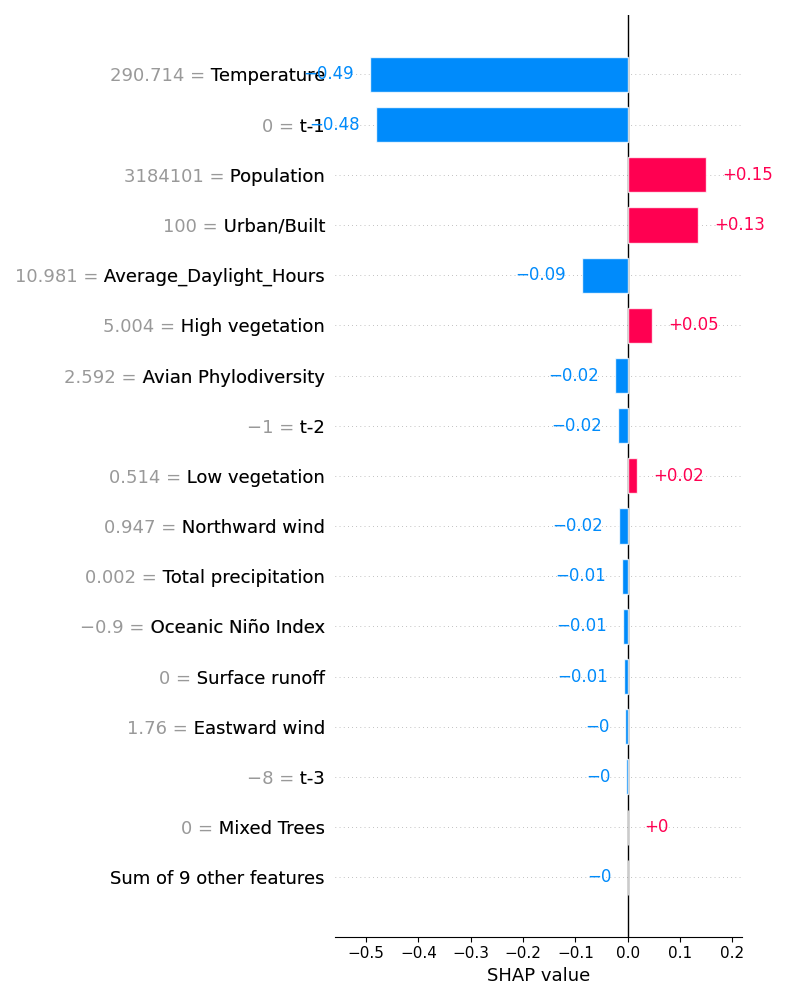 290.714 = Temperature −0.49
0 = t-1 −0.48
3184101 = Population +0.15
100 = Urban/Built +0.13
10.981 = Average_Daylight_Hours −0.09
5.004 = High vegetation +0.05
2.592 = Avian Phylodiversity −0.02
−1 = t-2 −0.02
0.514 = Low vegetation +0.02
0.947 = Northward wind −0.02
0.002 = Total precipitation −0.01
−0.9 = Oceanic Niño Index −0.01
0 = Surface runoff −0.01
1.76 = Eastward wind −0
−8 = t-3 −0
0 = Mixed Trees +0
Sum of 9 other features −0
−0.5 −0.4 −0.3 −0.2 −0.1 0.0 0.1 0.2
SHAP value